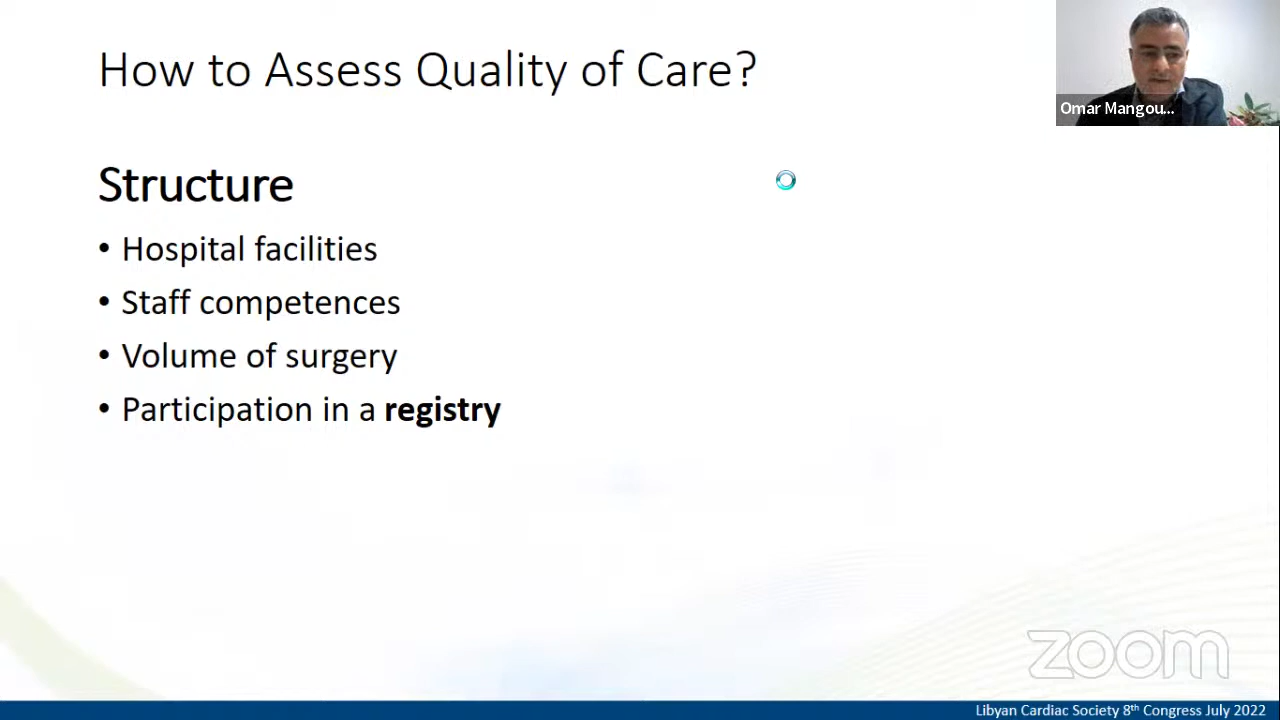 How to Assess Quality of Care?
Omar Mangou...
Structure
• Hospital facilities
• Staff competences
• Volume of surgery
• Participation in a registry
zoom
Libyan Cardiac Society 8th Congress July 2022